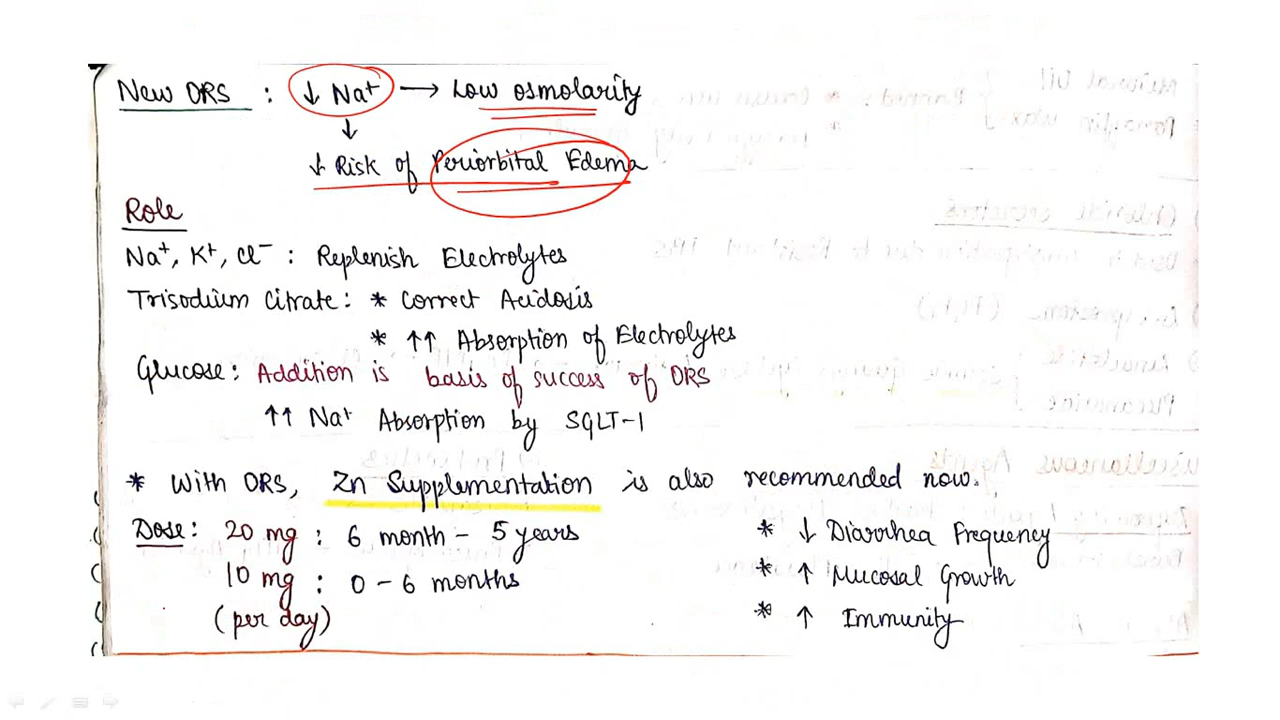 New ORS : ↓ Na⁺ → Low osmolarity
↓
↓ Risk of Periorbital Edema
Role
Na⁺, K⁺, Cl⁻ : Replenish Electrolytes
Trisodium Citrate : * Correct Acidosis
* ↑↑ Absorption of Electrolytes
Glucose : Addition is basis of success of ORS
↑↑ Na⁺ Absorption by SGLT-1
* With ORS, Zn Supplementation is also recommended now.
Dose : 20 mg : 6 month - 5 years
10 mg : 0 - 6 months
(per day)
* ↓ Diarrhea Frequency
* ↑ Mucosal Growth
* ↑ Immunity